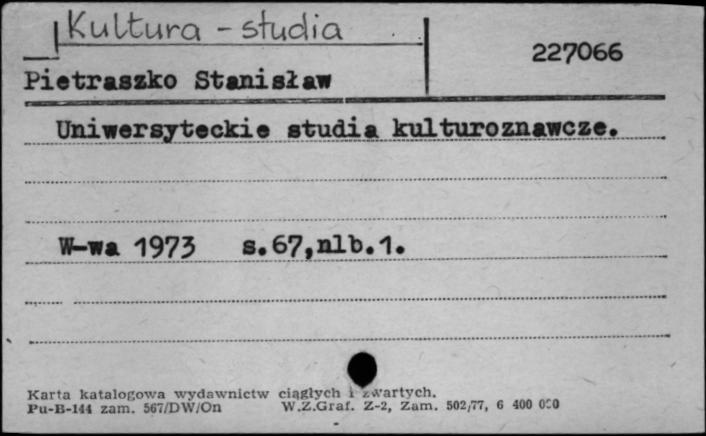 Kultura - studia
227066
Pietraszko Stanisław
Uniwersyteckie studia kulturoznawcze.
W-wa 1973 s.67,nlb.1.
Karta katalogowa wydawnictw ciągłych i zwartych.
Pu-B-144 zam. 567/DW/On W.Z.Graf. Z-2, Zam. 502/77, 6 400 000